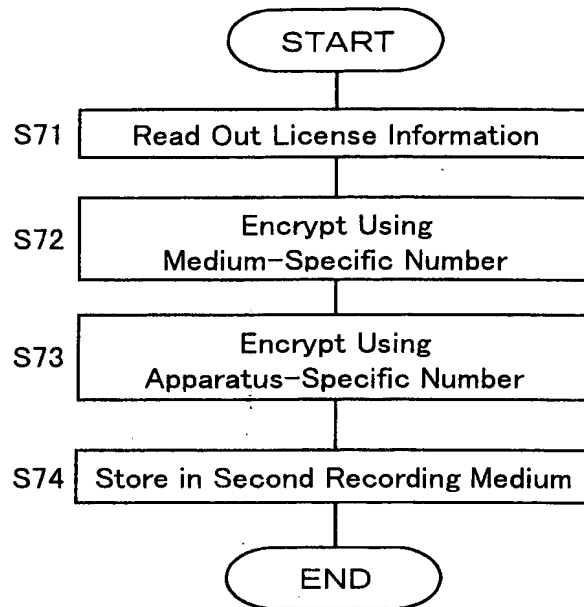 START
S71 Read Out License Information
S72 Encrypt Using
Medium-Specific Number
S73 Encrypt Using
Apparatus-Specific Number
S74 Store in Second Recording Medium
END